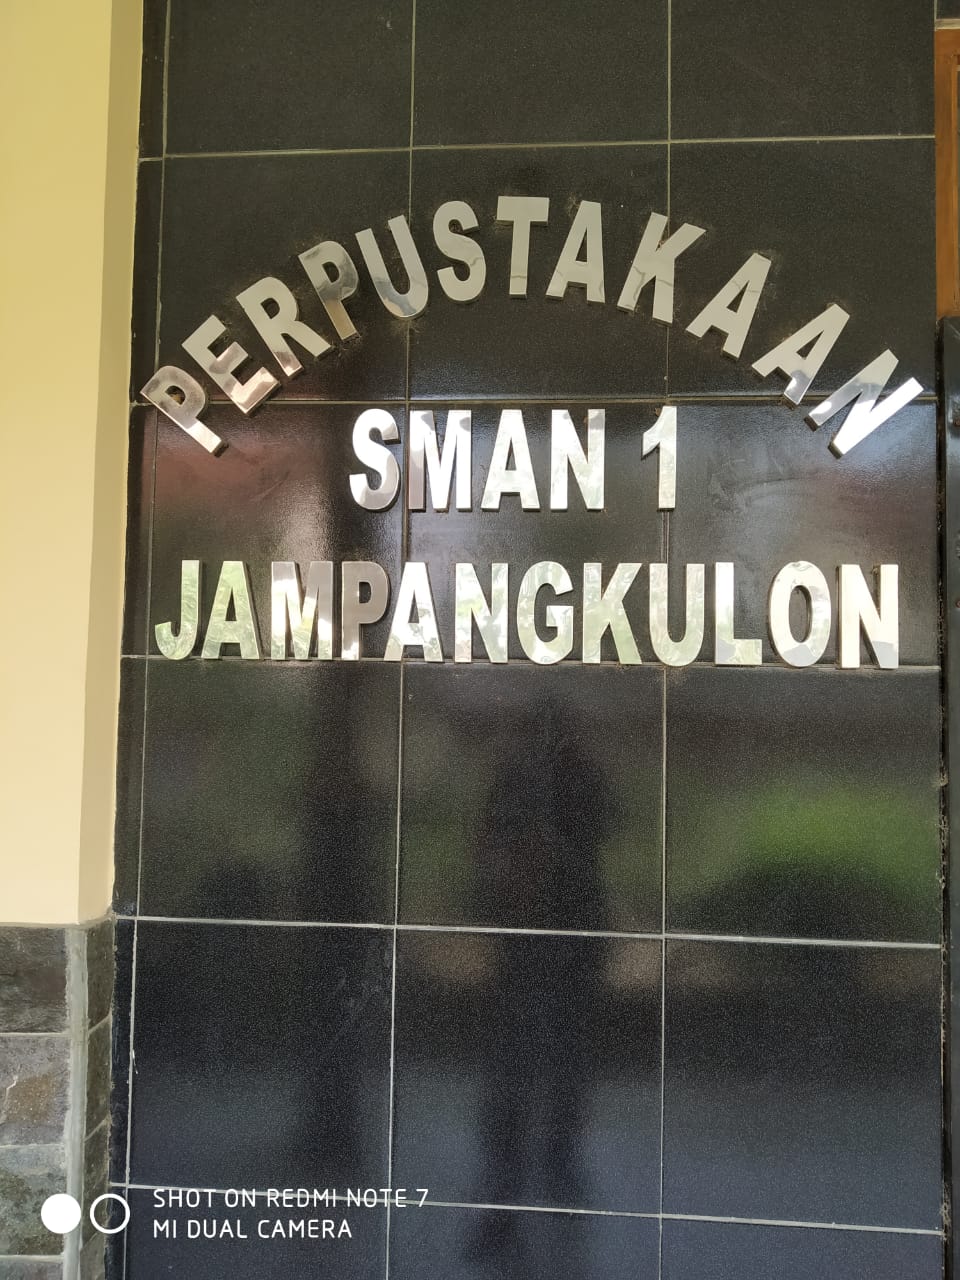 PERPUSTAKAAN
SMAN 1
JAMPANGKULON
SHOT ON REDMI NOTE 7
MI DUAL CAMERA